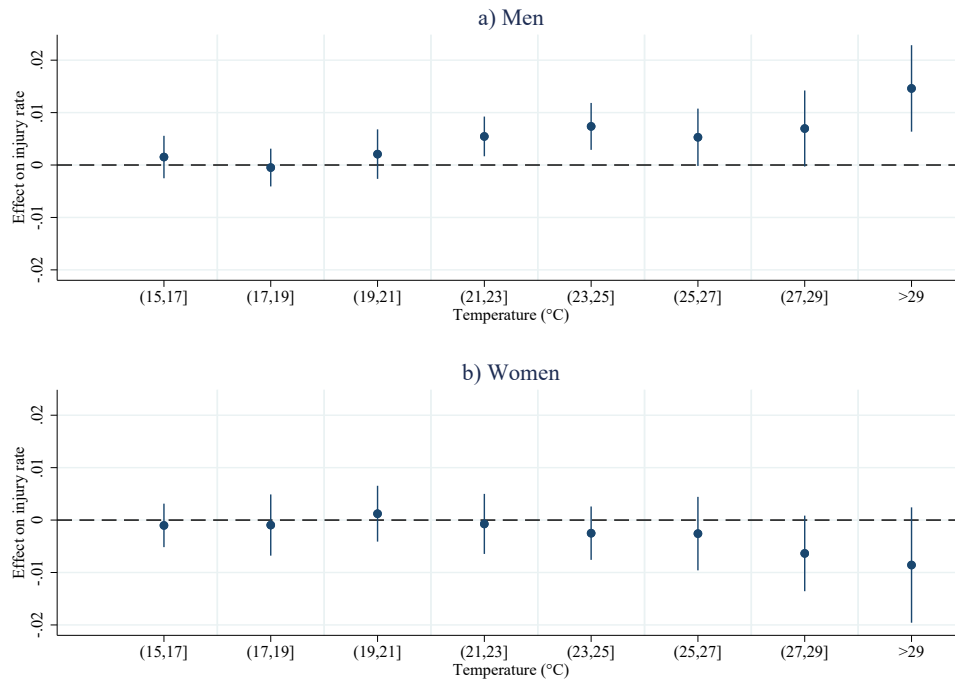 a) Men
Effect on injury rate
.02
.01
0
-.01
-.02
(15,17] (17,19] (19,21] (21,23] (23,25] (25,27] (27,29] >29
Temperature (°C)
b) Women
Effect on injury rate
.02
.01
0
-.01
-.02
(15,17] (17,19] (19,21] (21,23] (23,25] (25,27] (27,29] >29
Temperature (°C)